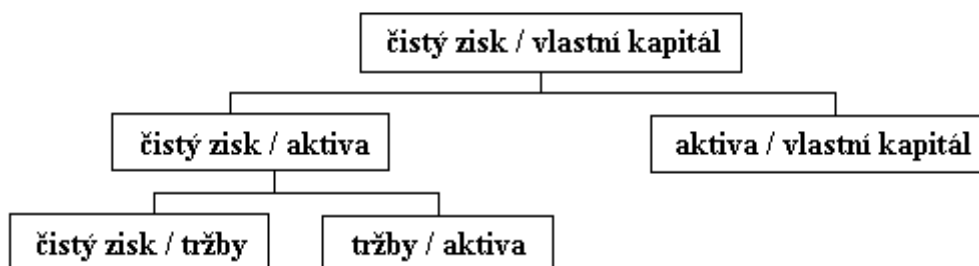 čistý zisk / vlastní kapitál
čistý zisk / aktiva
aktiva / vlastní kapitál
čistý zisk / tržby
tržby / aktiva